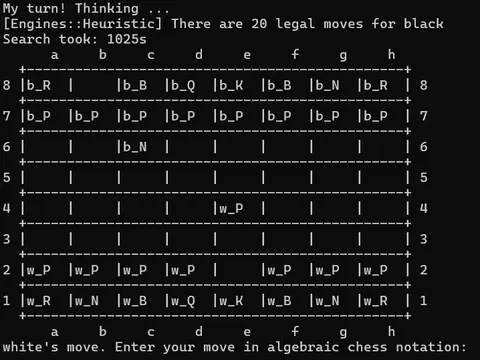 My turn! Thinking ...
[Engines::Heuristic] There are 20 legal moves for black
Search took: 1025s
a b c d e f g h
+---------------------------------------+
8 |b_R | |b_B |b_Q |b_K |b_B |b_N |b_R | 8
+---------------------------------------+
7 |b_P |b_P |b_P |b_P |b_P |b_P |b_P |b_P | 7
+---------------------------------------+
6 | | |b_N | | | | | | 6
+---------------------------------------+
5 | | | | | | | | | 5
+---------------------------------------+
4 | | | | |w_P | | | | 4
+---------------------------------------+
3 | | | | | | | | | 3
+---------------------------------------+
2 |w_P |w_P |w_P |w_P | |w_P |w_P |w_P | 2
+---------------------------------------+
1 |w_R |w_N |w_B |w_Q |w_K |w_B |w_N |w_R | 1
+---------------------------------------+
a b c d e f g h
white's move. Enter your move in algebraic chess notation: